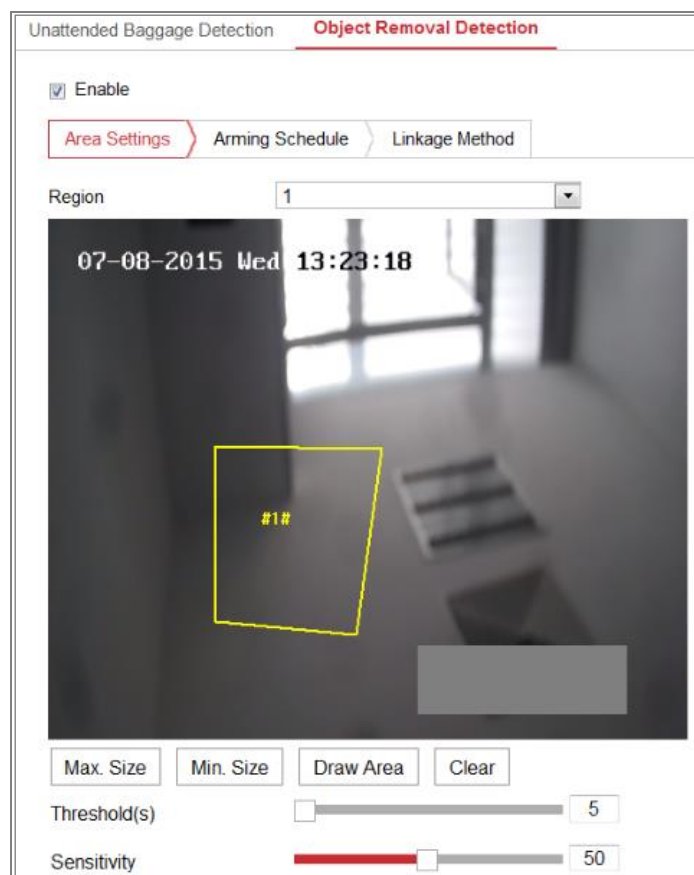 Unattended Baggage Detection Object Removal Detection
Enable
Area Settings Arming Schedule Linkage Method
Region 1
07-08-2015 Wed 13:23:18
#1#
Max. Size Min. Size Draw Area Clear
Threshold(s) 5
Sensitivity 50